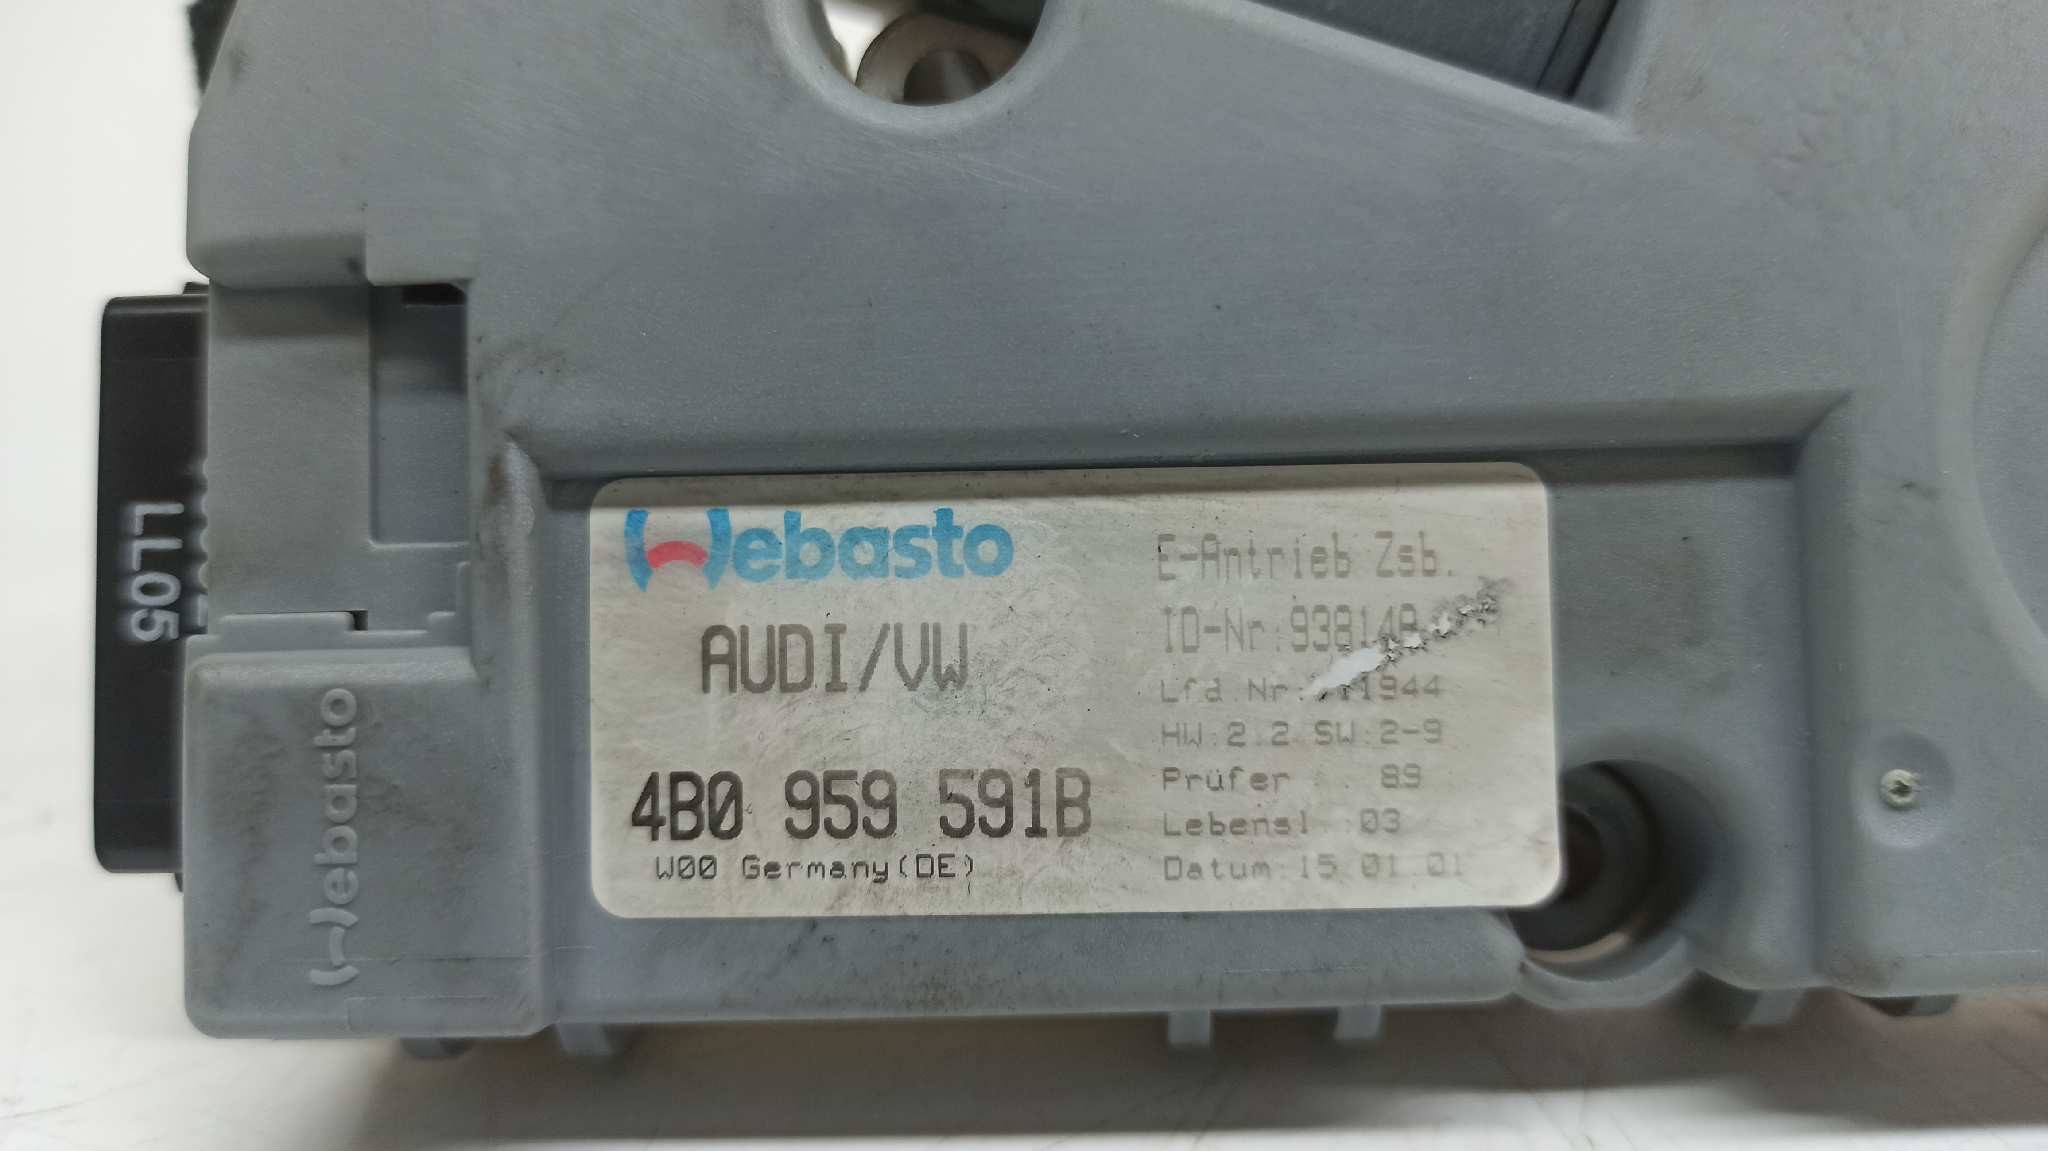 LL05
Webasto
Webasto
AUDI/VW
4B0 959 591B
W00 Germany(DE)
E-Antrieb Zsb.
ID-Nr:
Lfd.Nr:
HW:2.2 SW:2-9
Prüfer : 89
Lebensl.:03
Datum:15.01.01